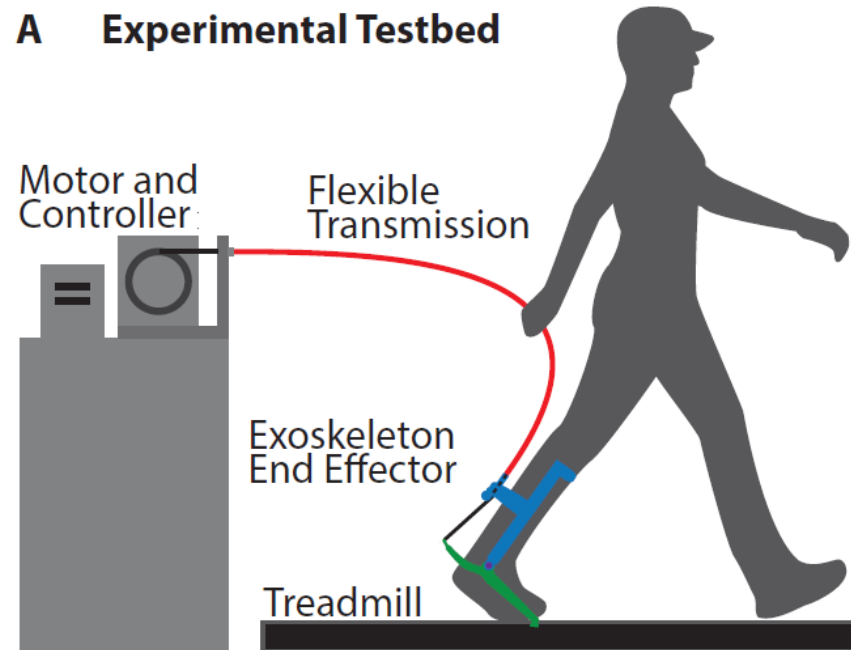 A Experimental Testbed
Motor and
Controller
Flexible
Transmission
Exoskeleton
End Effector
Treadmill